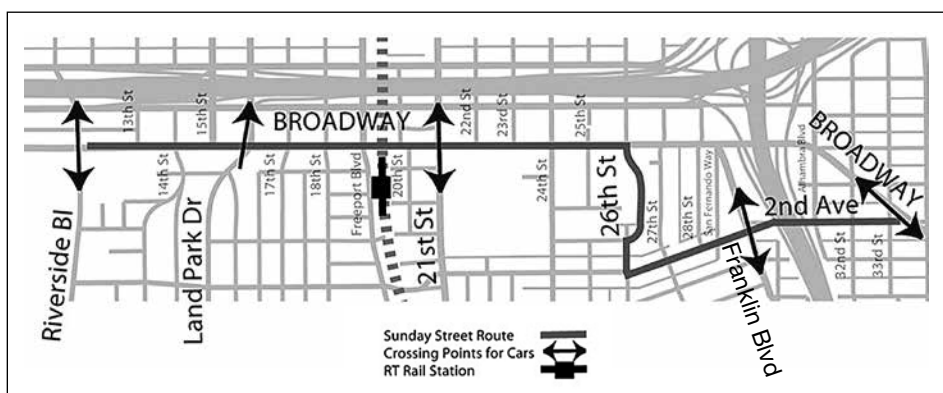 13th St
15th St
BROADWAY
22nd St
23rd St
25th St
BROADWAY
Alhambra Blvd
14th St
17th St
18th St
Freeport Blvd
20th St
24th St
26th St
27th St
28th St
San Fernando Way
2nd Ave
32nd St
33rd St
Riverside Bl
Land Park Dr
21st St
Franklin Blvd
Sunday Street Route
Crossing Points for Cars
RT Rail Station